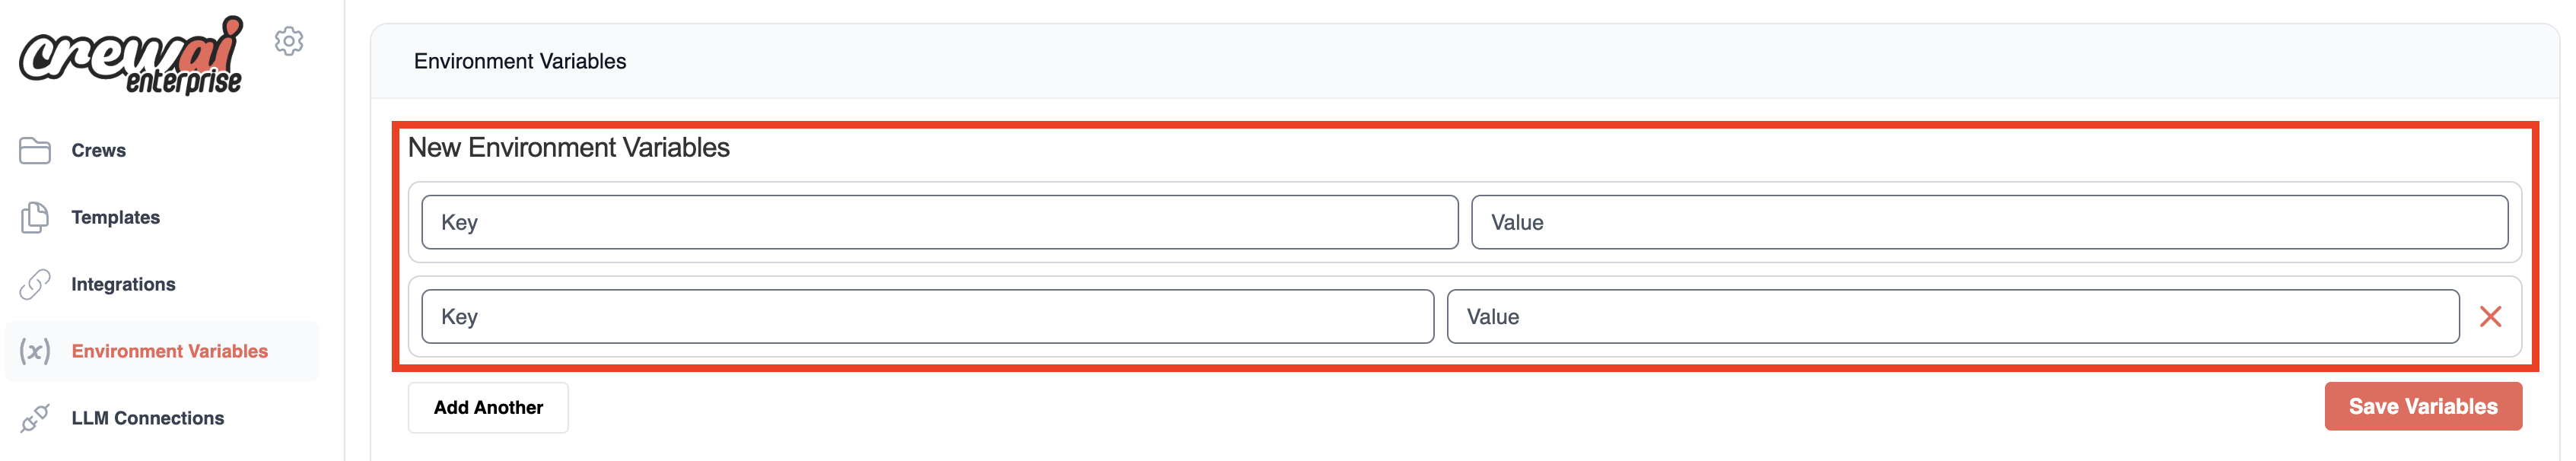 crewai
enterprise
Crews
Templates
Integrations
(x) Environment Variables
LLM Connections
Environment Variables
New Environment Variables
Key Value
Key Value
Add Another Save Variables